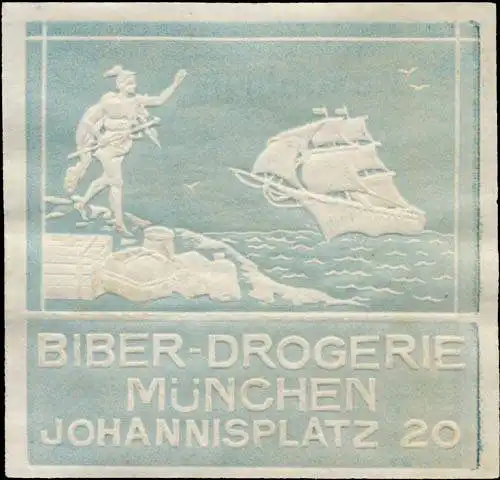 BIBER-DROGERIE
MÜNCHEN
JOHANNISPLATZ 20